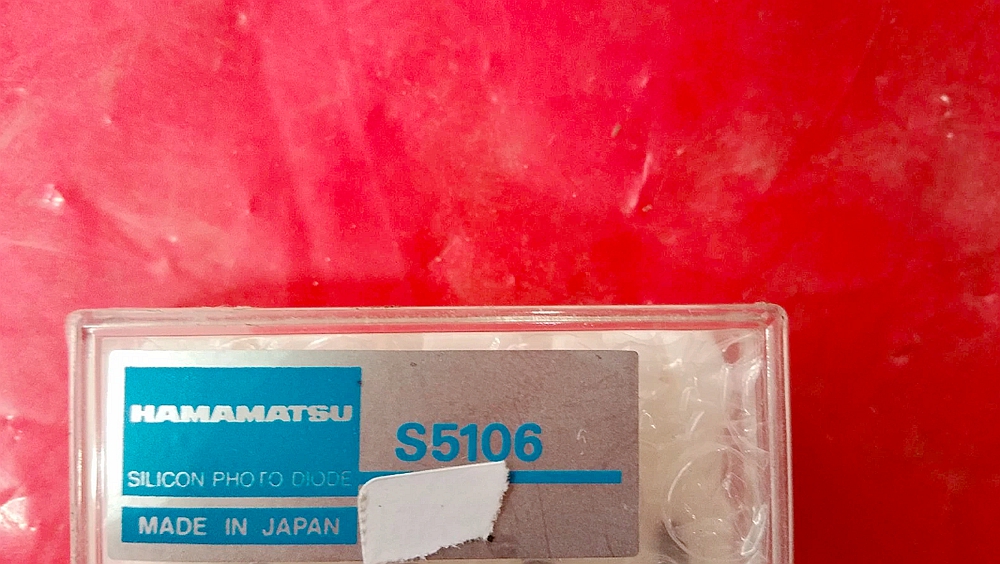 HAMAMATSU
S5106
SILICON PHOTO DIODE
MADE IN JAPAN